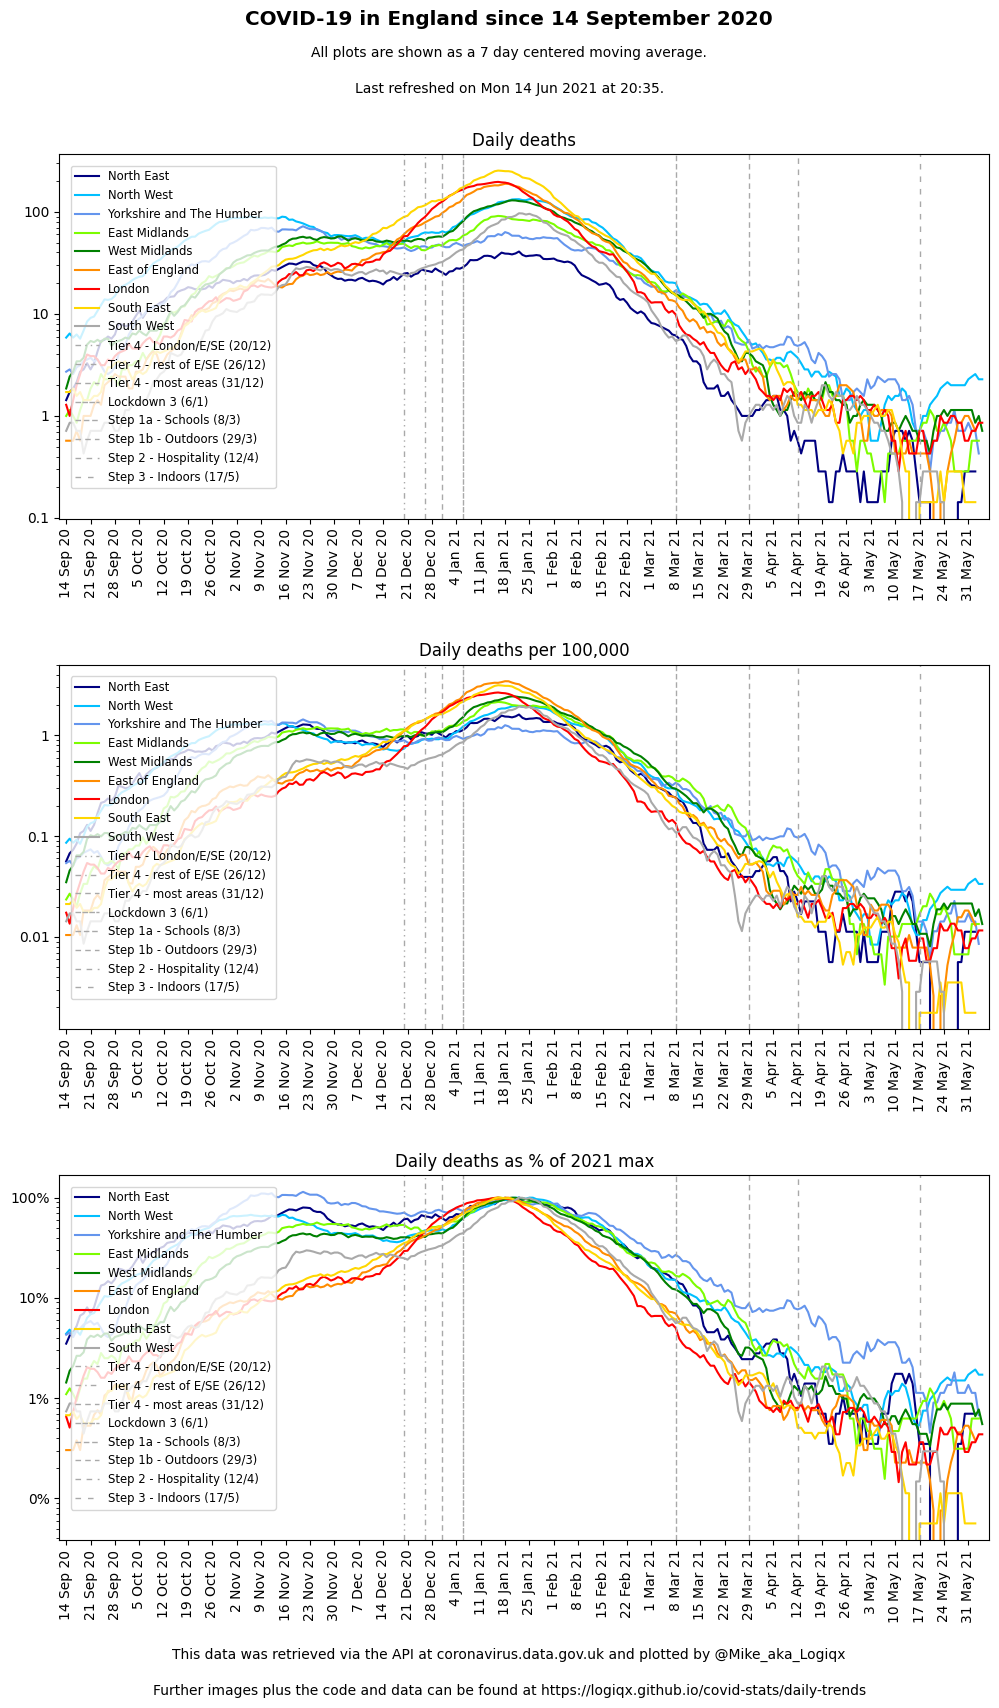 COVID-19 in England since 14 September 2020
All plots are shown as a 7 day centered moving average.
Last refreshed on Mon 14 Jun 2021 at 20:35.
Daily deaths
100
10
1
0.1
North East
North West
Yorkshire and The Humber
East Midlands
West Midlands
East of England
London
South East
South West
Tier 4 - London/E/SE (20/12)
Tier 4 - rest of E/SE (26/12)
Tier 4 - most areas (31/12)
Lockdown 3 (6/1)
Step 1a - Schools (8/3)
Step 1b - Outdoors (29/3)
Step 2 - Hospitality (12/4)
Step 3 - Indoors (17/5)
14 Sep 20
21 Sep 20
28 Sep 20
5 Oct 20
12 Oct 20
19 Oct 20
26 Oct 20
2 Nov 20
9 Nov 20
16 Nov 20
23 Nov 20
30 Nov 20
7 Dec 20
14 Dec 20
21 Dec 20
28 Dec 20
4 Jan 21
11 Jan 21
18 Jan 21
25 Jan 21
1 Feb 21
8 Feb 21
15 Feb 21
22 Feb 21
1 Mar 21
8 Mar 21
15 Mar 21
22 Mar 21
29 Mar 21
5 Apr 21
12 Apr 21
19 Apr 21
26 Apr 21
3 May 21
10 May 21
17 May 21
24 May 21
31 May 21
Daily deaths per 100,000
1
0.1
0.01
North East
North West
Yorkshire and The Humber
East Midlands
West Midlands
East of England
London
South East
South West
Tier 4 - London/E/SE (20/12)
Tier 4 - rest of E/SE (26/12)
Tier 4 - most areas (31/12)
Lockdown 3 (6/1)
Step 1a - Schools (8/3)
Step 1b - Outdoors (29/3)
Step 2 - Hospitality (12/4)
Step 3 - Indoors (17/5)
14 Sep 20
21 Sep 20
28 Sep 20
5 Oct 20
12 Oct 20
19 Oct 20
26 Oct 20
2 Nov 20
9 Nov 20
16 Nov 20
23 Nov 20
30 Nov 20
7 Dec 20
14 Dec 20
21 Dec 20
28 Dec 20
4 Jan 21
11 Jan 21
18 Jan 21
25 Jan 21
1 Feb 21
8 Feb 21
15 Feb 21
22 Feb 21
1 Mar 21
8 Mar 21
15 Mar 21
22 Mar 21
29 Mar 21
5 Apr 21
12 Apr 21
19 Apr 21
26 Apr 21
3 May 21
10 May 21
17 May 21
24 May 21
31 May 21
Daily deaths as % of 2021 max
100%
10%
1%
0%
North East
North West
Yorkshire and The Humber
East Midlands
West Midlands
East of England
London
South East
South West
Tier 4 - London/E/SE (20/12)
Tier 4 - rest of E/SE (26/12)
Tier 4 - most areas (31/12)
Lockdown 3 (6/1)
Step 1a - Schools (8/3)
Step 1b - Outdoors (29/3)
Step 2 - Hospitality (12/4)
Step 3 - Indoors (17/5)
14 Sep 20
21 Sep 20
28 Sep 20
5 Oct 20
12 Oct 20
19 Oct 20
26 Oct 20
2 Nov 20
9 Nov 20
16 Nov 20
23 Nov 20
30 Nov 20
7 Dec 20
14 Dec 20
21 Dec 20
28 Dec 20
4 Jan 21
11 Jan 21
18 Jan 21
25 Jan 21
1 Feb 21
8 Feb 21
15 Feb 21
22 Feb 21
1 Mar 21
8 Mar 21
15 Mar 21
22 Mar 21
29 Mar 21
5 Apr 21
12 Apr 21
19 Apr 21
26 Apr 21
3 May 21
10 May 21
17 May 21
24 May 21
31 May 21
This data was retrieved via the API at coronavirus.data.gov.uk and plotted by @Mike_aka_Logiqx
Further images plus the code and data can be found at https://logiqx.github.io/covid-stats/daily-trends